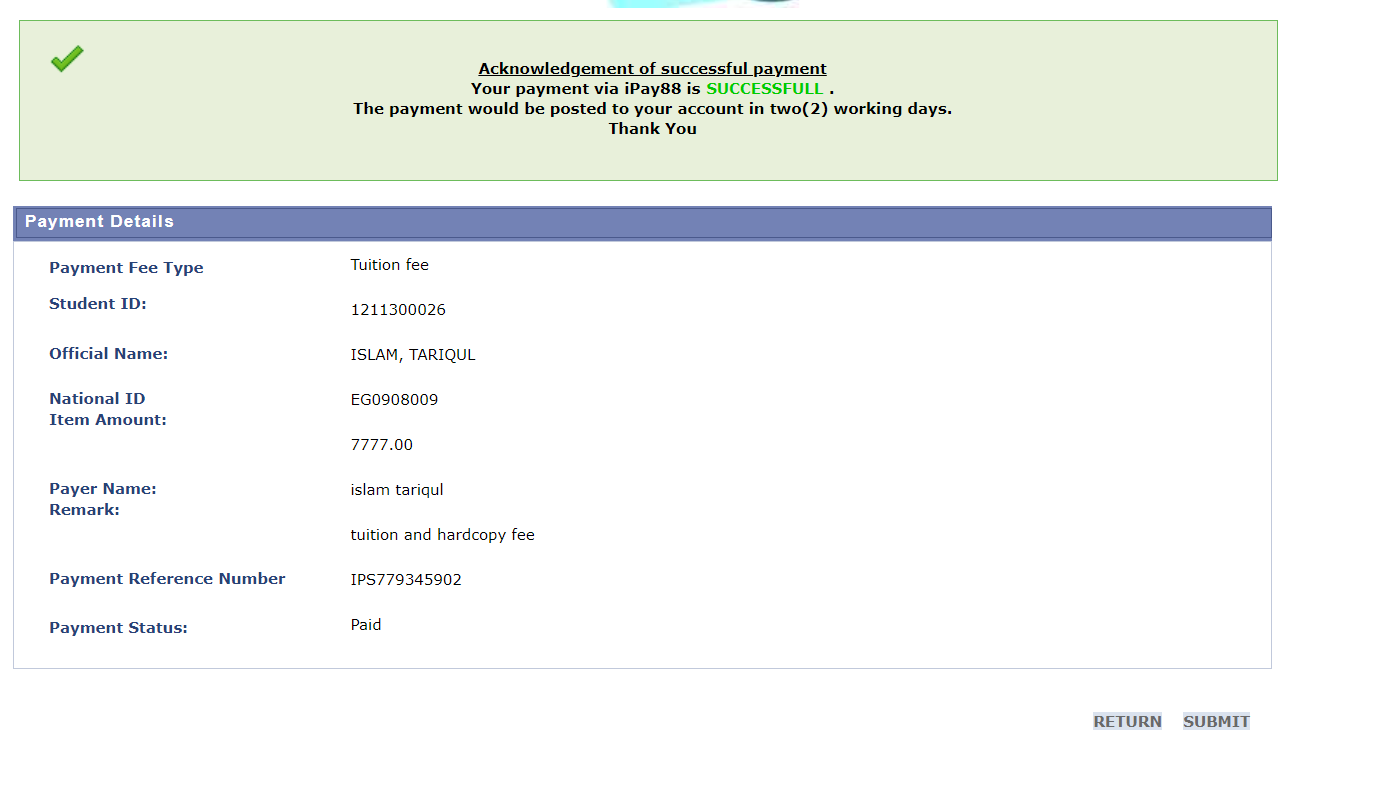 Acknowledgement of successful payment
Your payment via iPay88 is SUCCESSFULL .
The payment would be posted to your account in two(2) working days.
Thank You
Payment Details
Payment Fee Type Tuition fee
Student ID: 1211300026
Official Name: ISLAM, TARIQUL
National ID EG0908009
Item Amount: 7777.00
Payer Name: islam tariqul
Remark: tuition and hardcopy fee
Payment Reference Number IPS779345902
Payment Status: Paid
RETURN SUBMIT